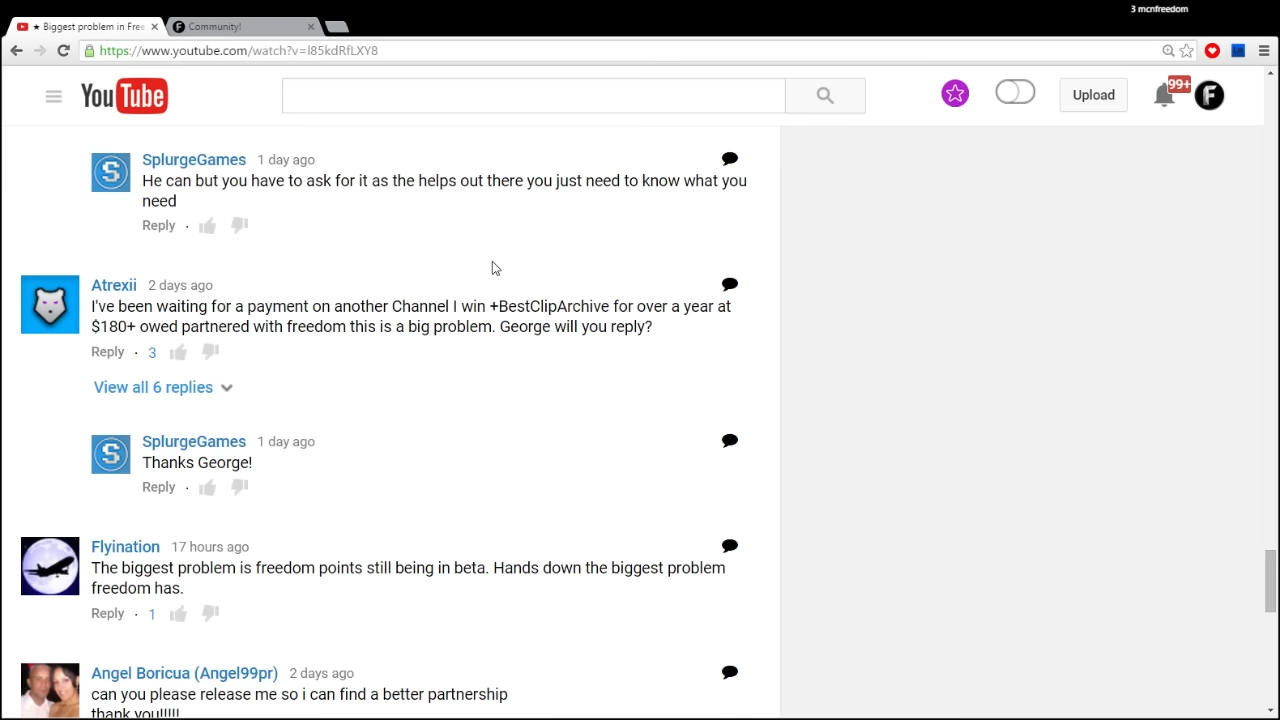 3 mcnfreedom
★ Biggest problem in Free
Community!
https://www.youtube.com/watch?v=l85kdRfLXY8
YouTube
Upload
99+
SplurgeGames 1 day ago
He can but you have to ask for it as the helps out there you just need to know what you
need
Reply ·
Atrexii 2 days ago
I've been waiting for a payment on another Channel I win +BestClipArchive for over a year at
$180+ owed partnered with freedom this is a big problem. George will you reply?
Reply · 3
View all 6 replies
SplurgeGames 1 day ago
Thanks George!
Reply ·
Flyination 17 hours ago
The biggest problem is freedom points still being in beta. Hands down the biggest problem
freedom has.
Reply · 1
Angel Boricua (Angel99pr) 2 days ago
can you please release me so i can find a better partnership
thank you!!!!!